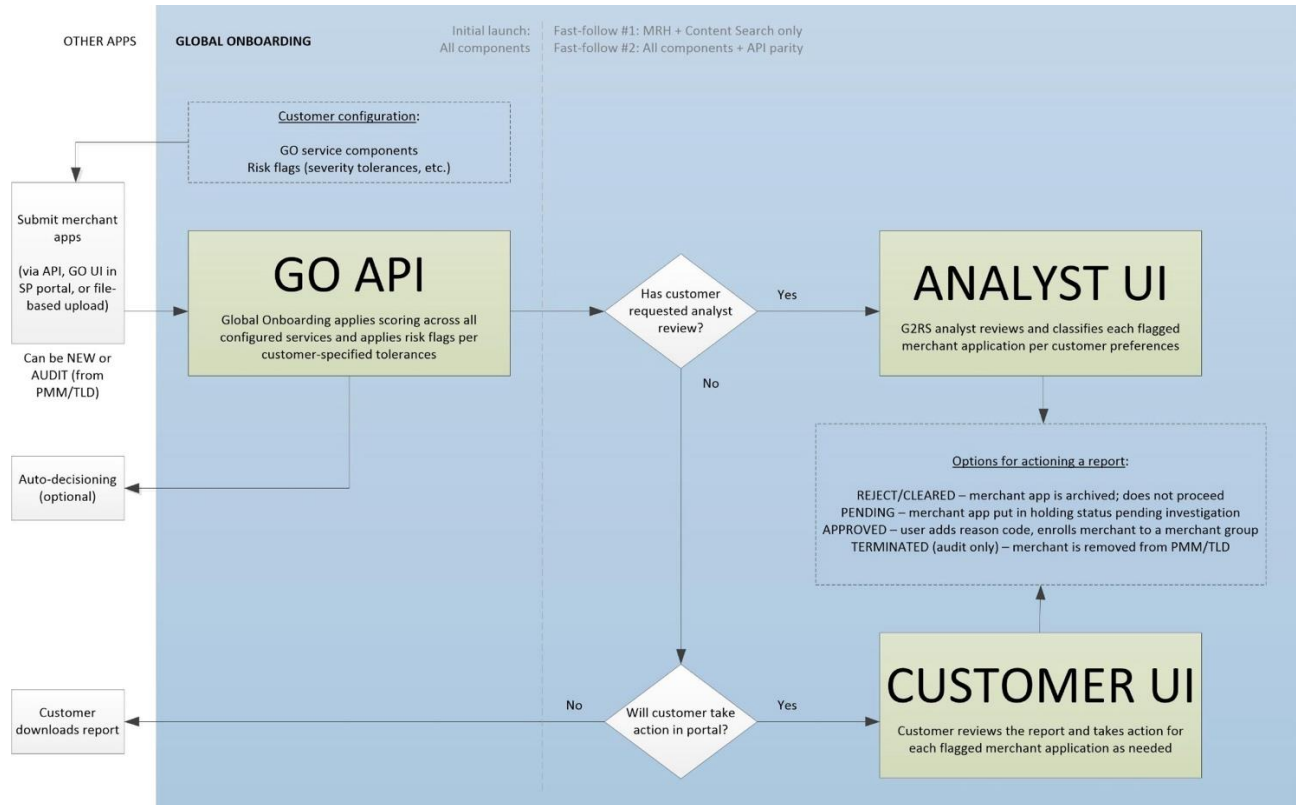 OTHER APPS
GLOBAL ONBOARDING
Initial launch:
All components
Fast-follow #1: MRH + Content Search only
Fast-follow #2: All components + API parity
Customer configuration:
GO service components
Risk flags (severity tolerances, etc.)
Submit merchant
apps
(via API, GO UI in
SP portal, or file-
based upload)
Can be NEW or
AUDIT (from
PMM/TLD)
GO API
Global Onboarding applies scoring across all
configured services and applies risk flags per
customer-specified tolerances
Has customer
requested analyst
review?
Yes
No
ANALYST UI
G2RS analyst reviews and classifies each flagged
merchant application per customer preferences
Auto-decisioning
(optional)
Options for actioning a report:
REJECT/CLEARED – merchant app is archived; does not proceed
PENDING – merchant app put in holding status pending investigation
APPROVED – user adds reason code, enrolls merchant to a merchant group
TERMINATED (audit only) – merchant is removed from PMM/TLD
Customer
downloads report
No
Will customer take
action in portal?
Yes
CUSTOMER UI
Customer reviews the report and takes action for
each flagged merchant application as needed